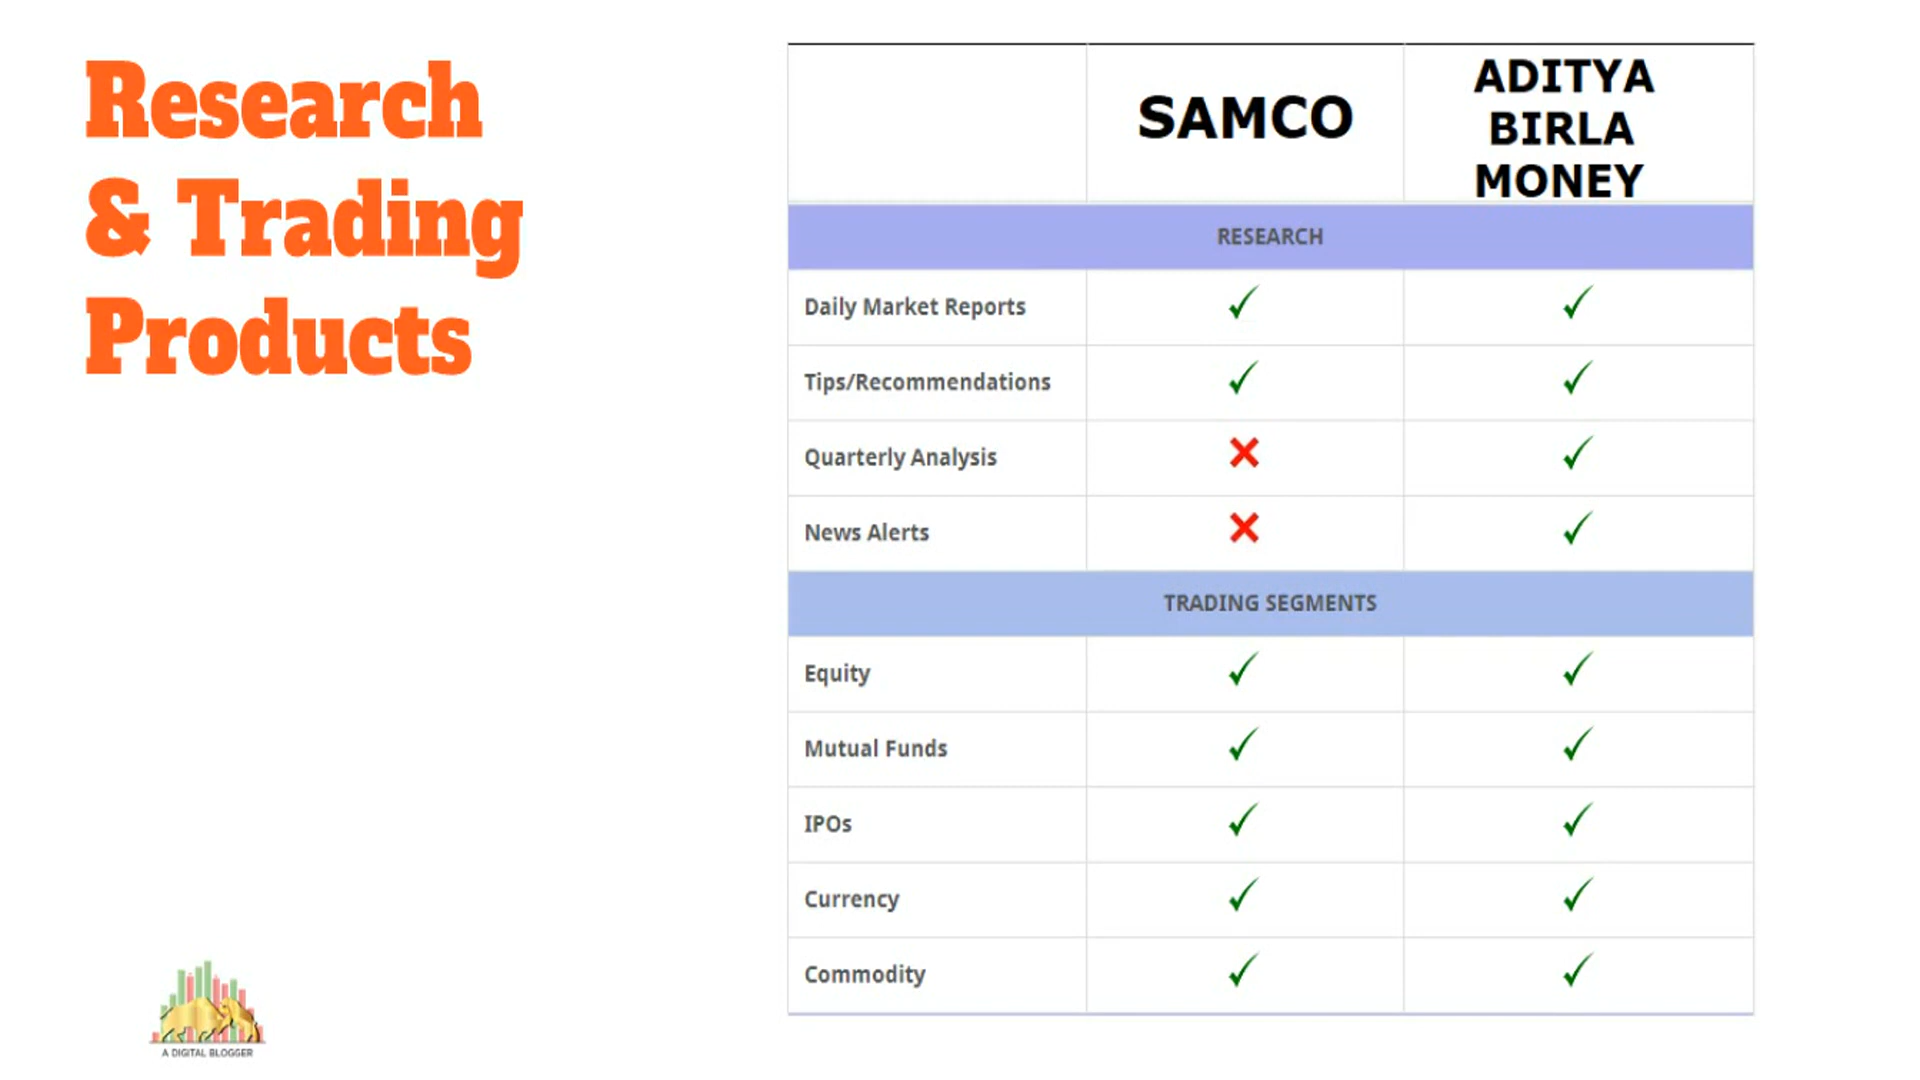 Research
& Trading
Products
SAMCO
ADITYA
BIRLA
MONEY
RESEARCH
Daily Market Reports
Tips/Recommendations
Quarterly Analysis
News Alerts
TRADING SEGMENTS
Equity
Mutual Funds
IPOs
Currency
Commodity
A DIGITAL BLOGGER